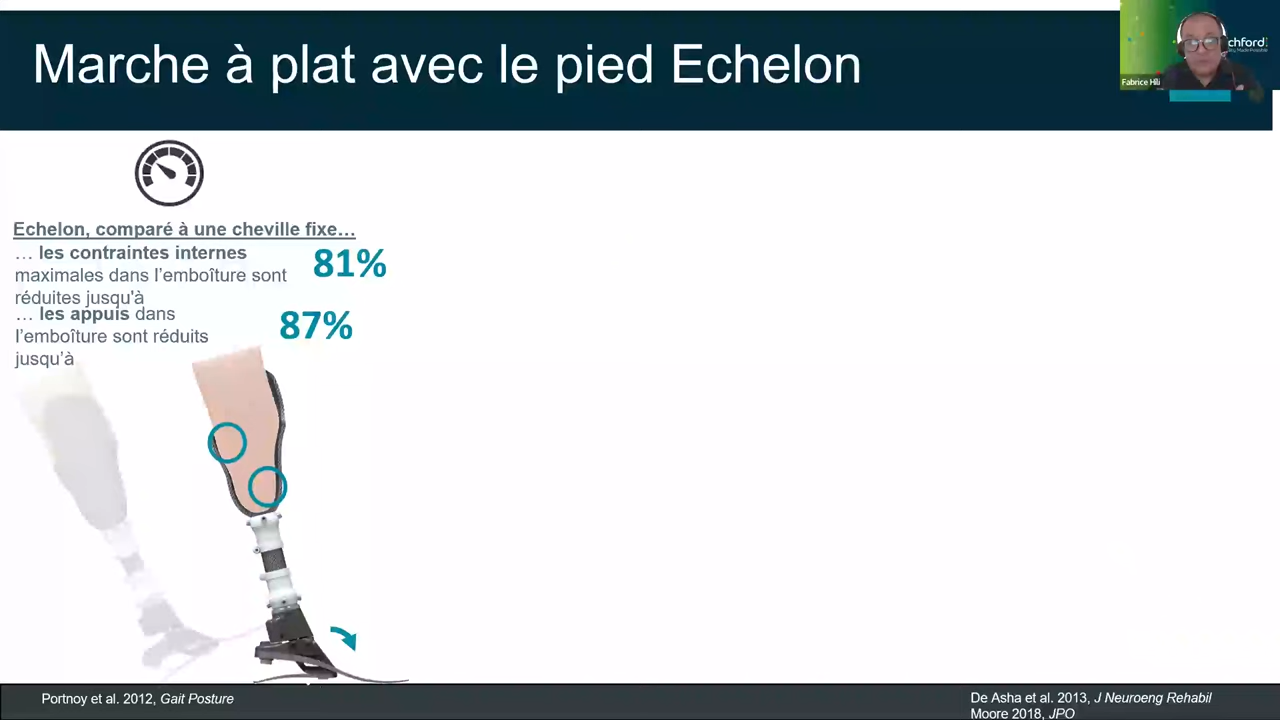 Marche à plat avec le pied Echelon
chford
Fabrice Hili
Echelon, comparé à une cheville fixe…
… les contraintes internes
maximales dans l’emboîture sont
réduites jusqu'à
81%
… les appuis dans
l’emboîture sont réduits
jusqu’à
87%
Portnoy et al. 2012, Gait Posture
De Asha et al. 2013, J Neuroeng Rehabil
Moore 2018, JPO